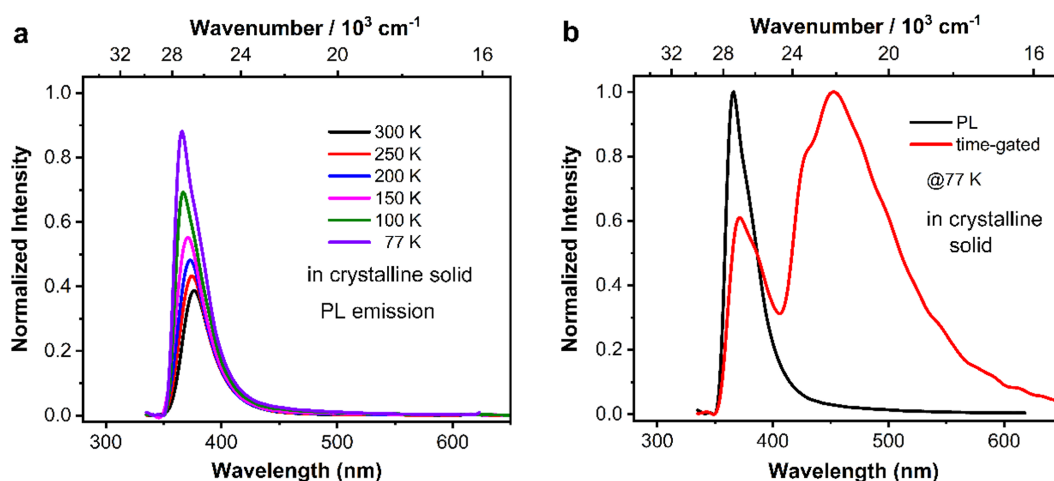 a
Wavenumber / 10³ cm⁻¹
32 28 24 20 16
Normalized Intensity
1.0
0.8
0.6
0.4
0.2
0.0
300 K
250 K
200 K
150 K
100 K
77 K
in crystalline solid
PL emission
300 400 500 600
Wavelength (nm)
b
Wavenumber / 10³ cm⁻¹
32 28 24 20 16
Normalized Intensity
1.0
0.8
0.6
0.4
0.2
0.0
PL
time-gated
@77 K
in crystalline
solid
300 400 500 600
Wavelength (nm)